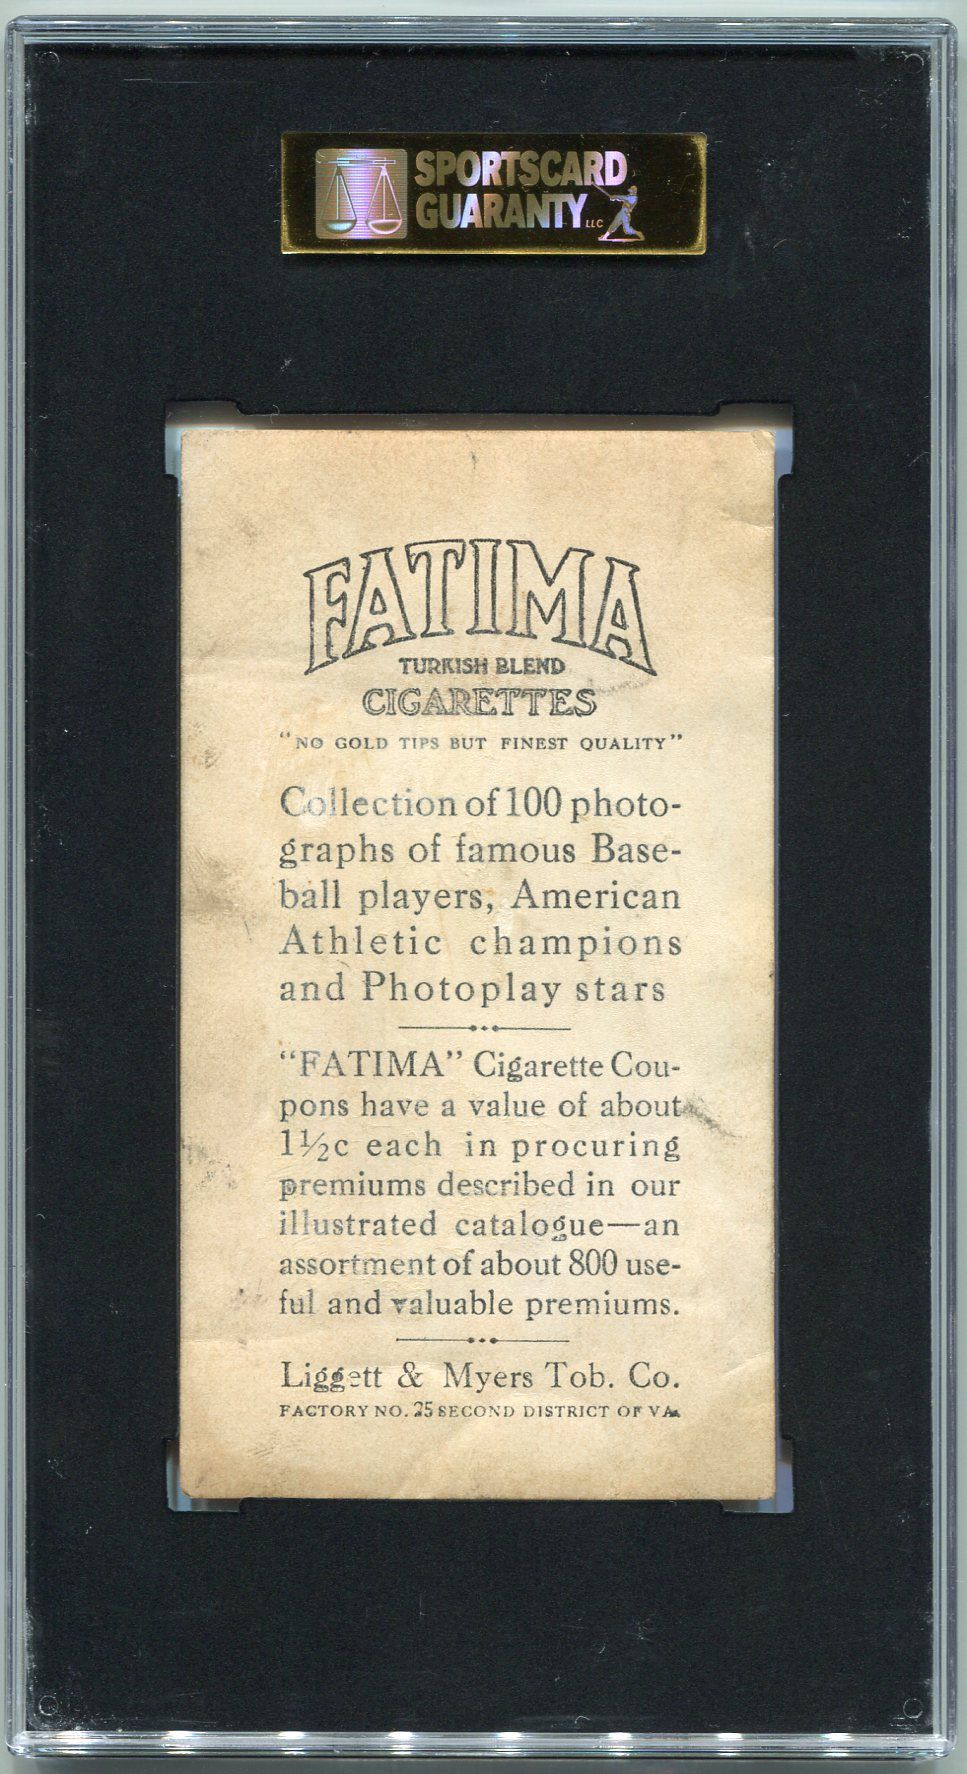 SPORTSCARD
GUARANTY LLC
FATIMA
TURKISH BLEND
CIGARETTES
"NO GOLD TIPS BUT FINEST QUALITY"
Collection of 100 photo-
graphs of famous Base-
ball players, American
Athletic champions
and Photoplay stars
"FATIMA" Cigarette Cou-
pons have a value of about
1½c each in procuring
premiums described in our
illustrated catalogue—an
assortment of about 800 use-
ful and valuable premiums.
Liggett & Myers Tob. Co.
FACTORY NO. 25 SECOND DISTRICT OF VA.